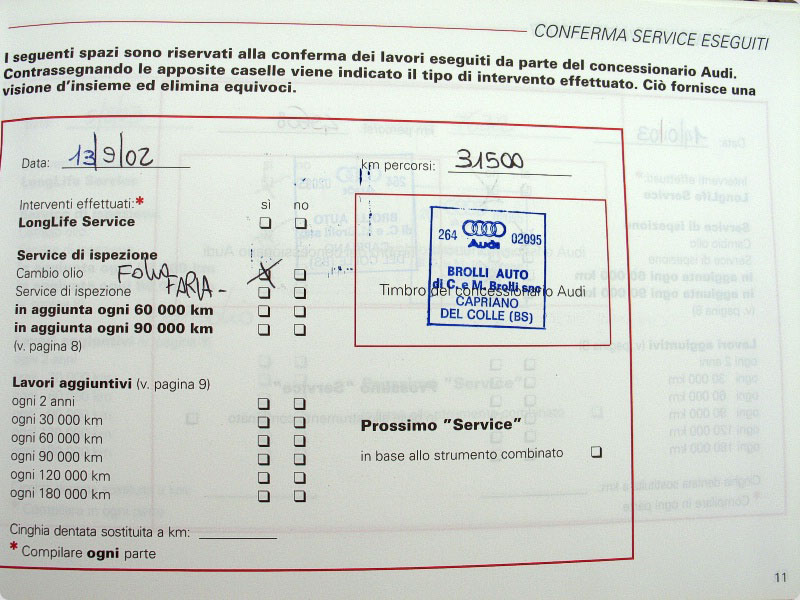 CONFERMA SERVICE ESEGUITI
I seguenti spazi sono riservati alla conferma dei lavori eseguiti da parte del concessionario Audi.
Contrassegnando le apposite caselle viene indicato il tipo di intervento effettuato. Ciò fornisce una
visione d'insieme ed elimina equivoci.
Data: 13/9/02
km percorsi: 31500
Interventi effettuati:*
sì no
LongLife Service
Service di ispezione
Cambio olio
Service di ispezione
in aggiunta ogni 60 000 km
in aggiunta ogni 90 000 km
(v. pagina 8)
264 02095
Audi
BROLLI AUTO
di C. e M. Brolli snc
CAPRIANO
DEL COLLE (BS)
Timbro del concessionario Audi
Lavori aggiuntivi (v. pagina 9)
ogni 2 anni
ogni 30 000 km
ogni 60 000 km
ogni 90 000 km
ogni 120 000 km
ogni 180 000 km
Prossimo "Service"
in base allo strumento combinato
Cinghia dentata sostituita a km:
* Compilare ogni parte
11